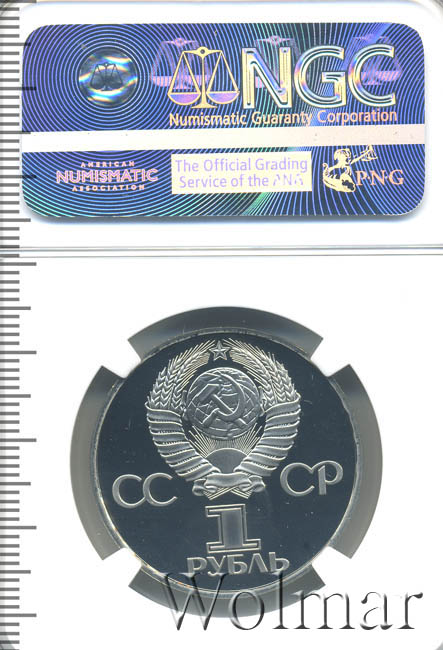 NGC
Numismatic Guaranty Corporation
AMERICAN
NUMISMATIC
ASSOCIATION
The Official Grading
Service of the PNG
P·N·G
СС СР
1
РУБЛЬ
Wolmar